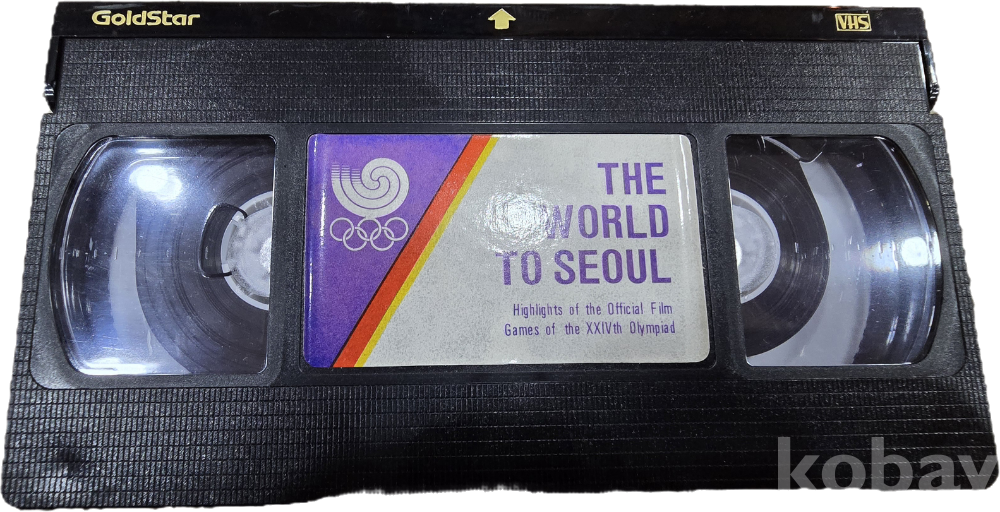 GoldStar
VHS
THE
WORLD
TO SEOUL
Highlights of the Official Film
Games of the XXIVth Olympiad
kobay